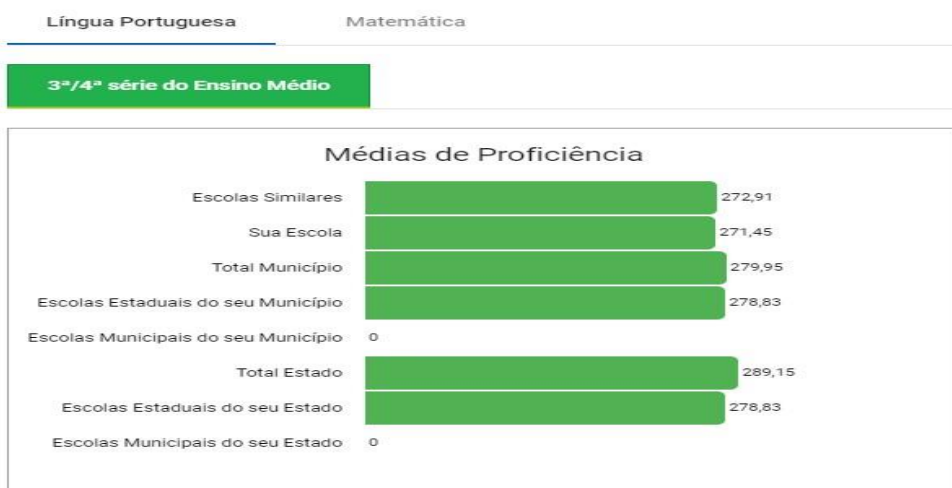 Língua Portuguesa Matemática
3ª/4ª série do Ensino Médio
Médias de Proficiência
Escolas Similares 272,91
Sua Escola 271,45
Total Município 279,95
Escolas Estaduais do seu Município 278,83
Escolas Municipais do seu Município 0
Total Estado 289,15
Escolas Estaduais do seu Estado 278,83
Escolas Municipais do seu Estado 0